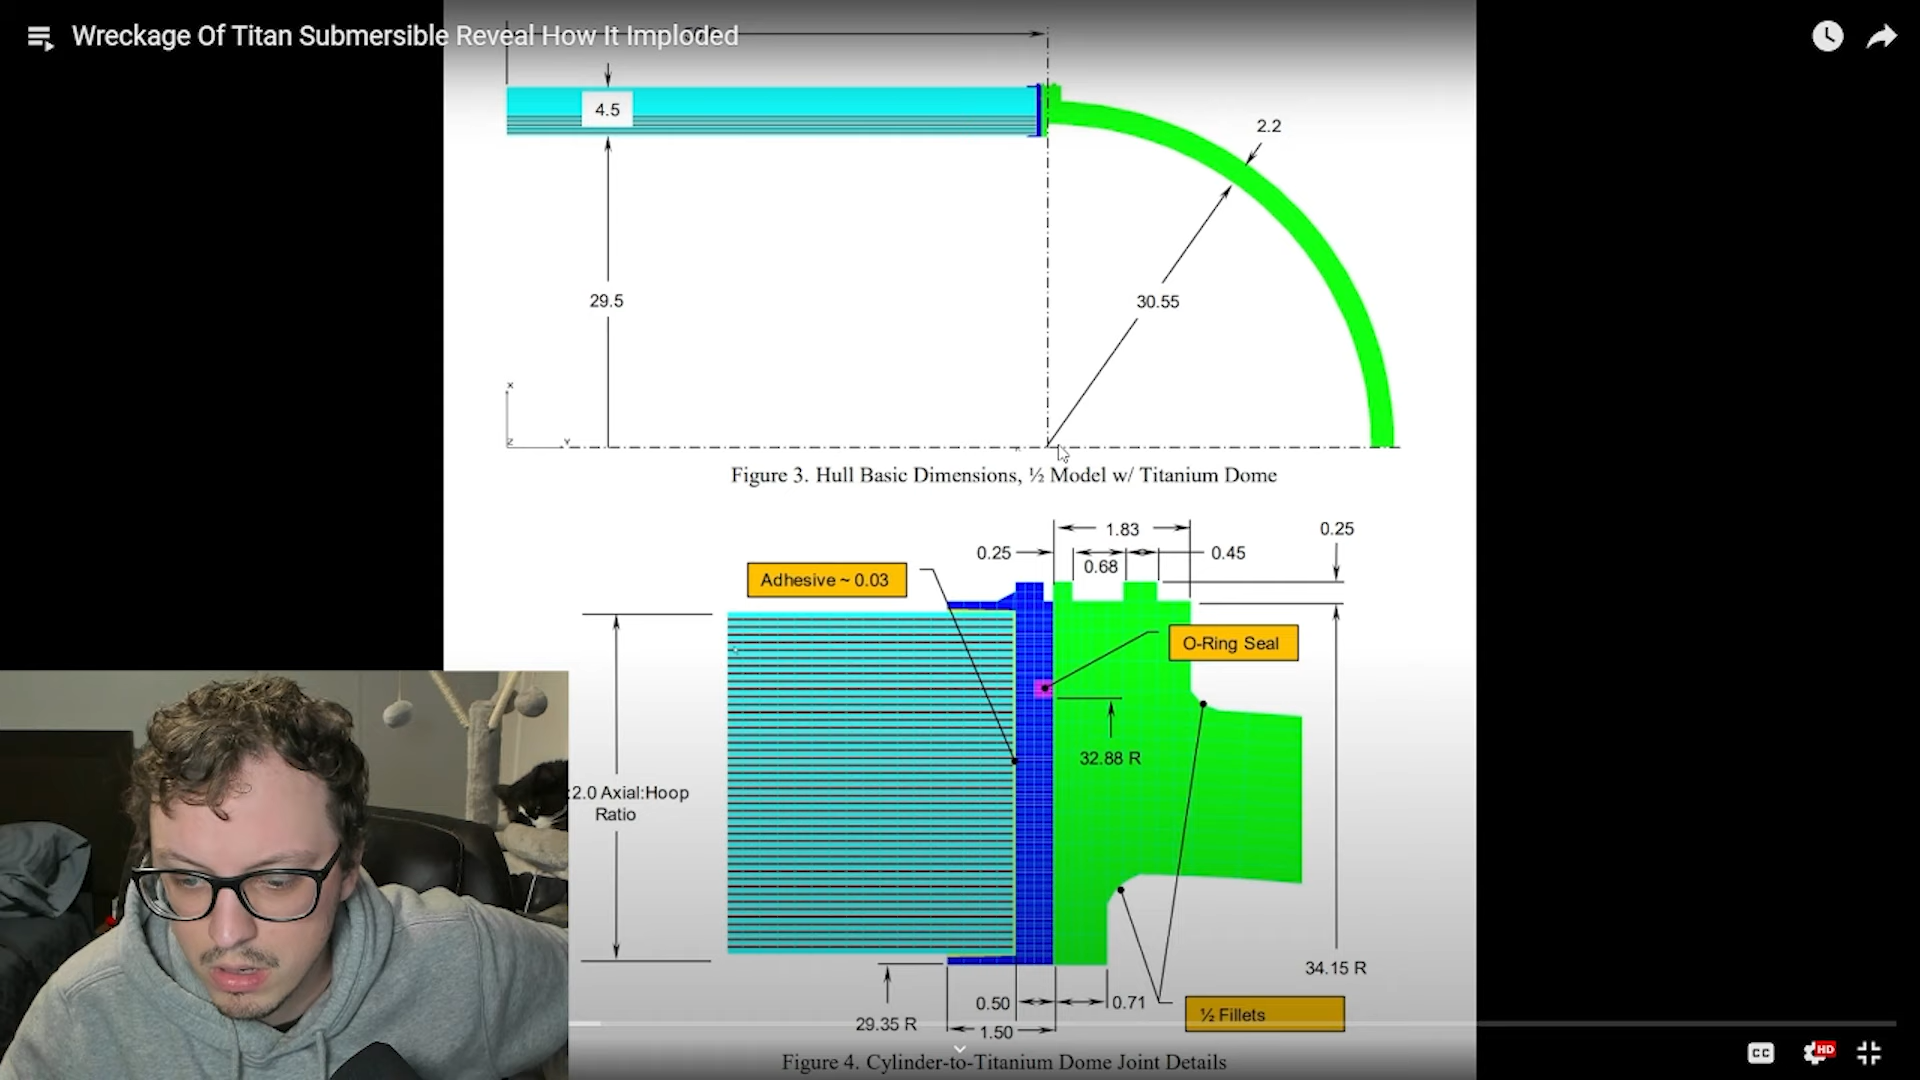 Wreckage Of Titan Submersible Reveal How It Imploded
4.5
2.2
29.5
30.55
X
Z
Y
Figure 3. Hull Basic Dimensions, ½ Model w/ Titanium Dome
1.83
0.25
0.25
0.45
0.68
Adhesive ~ 0.03
O-Ring Seal
32.88 R
:2.0 Axial:Hoop
Ratio
34.15 R
0.50
0.71
½ Fillets
29.35 R
1.50
Figure 4. Cylinder-to-Titanium Dome Joint Details
CC
HD